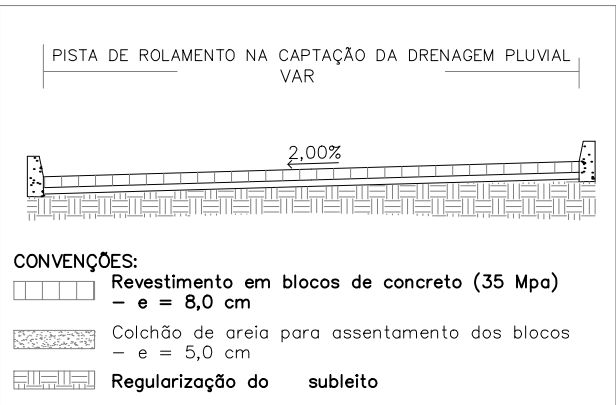 PISTA DE ROLAMENTO NA CAPTAÇÃO DA DRENAGEM PLUVIAL
VAR
2,00%
CONVENÇÕES:
Revestimento em blocos de concreto (35 Mpa)
– e = 8,0 cm
Colchão de areia para assentamento dos blocos
– e = 5,0 cm
Regularização do subleito